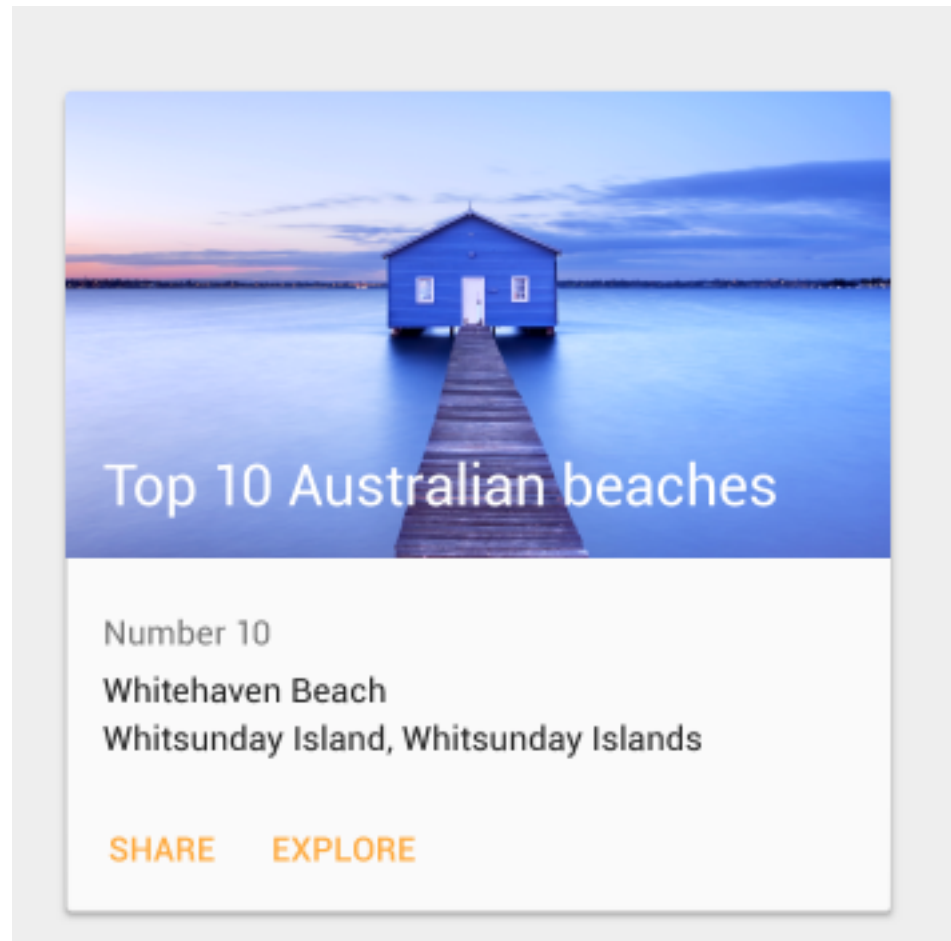 Top 10 Australian beaches
Number 10
Whitehaven Beach
Whitsunday Island, Whitsunday Islands
SHARE EXPLORE